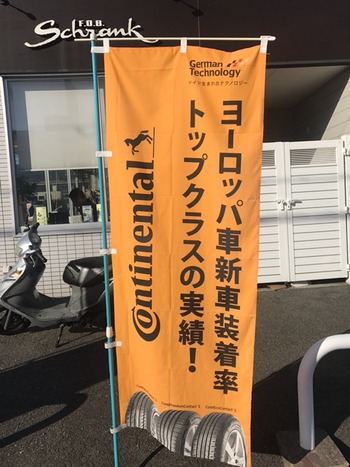 F.O.B.
Schrank
German
Technology
ドイツ生まれのテクノロジー
ヨーロッパ車新車装着率
トップクラスの実績！
Continental